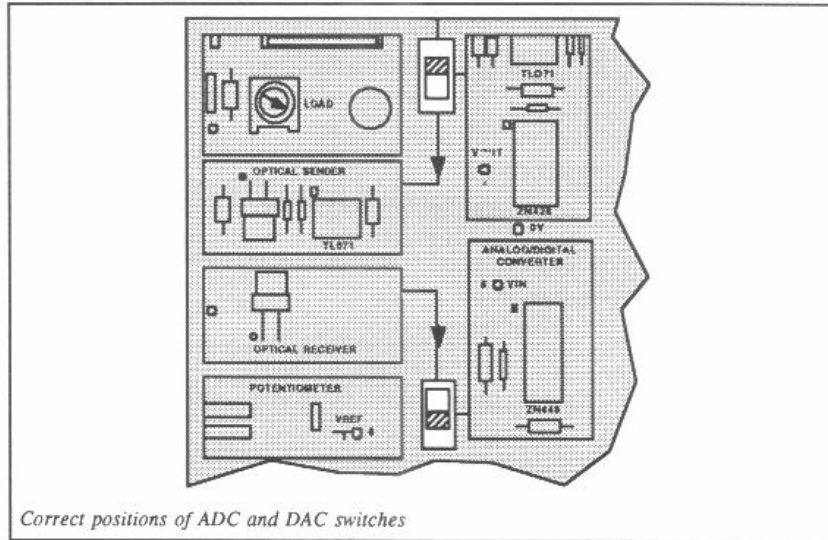 LOAD
TL071
OPTICAL SENDER
ZN428
TL071
0V
ANALOG/DIGITAL
CONVERTER
VIN
OPTICAL RECEIVER
POTENTIOMETER
VREF
Correct positions of ADC and DAC switches